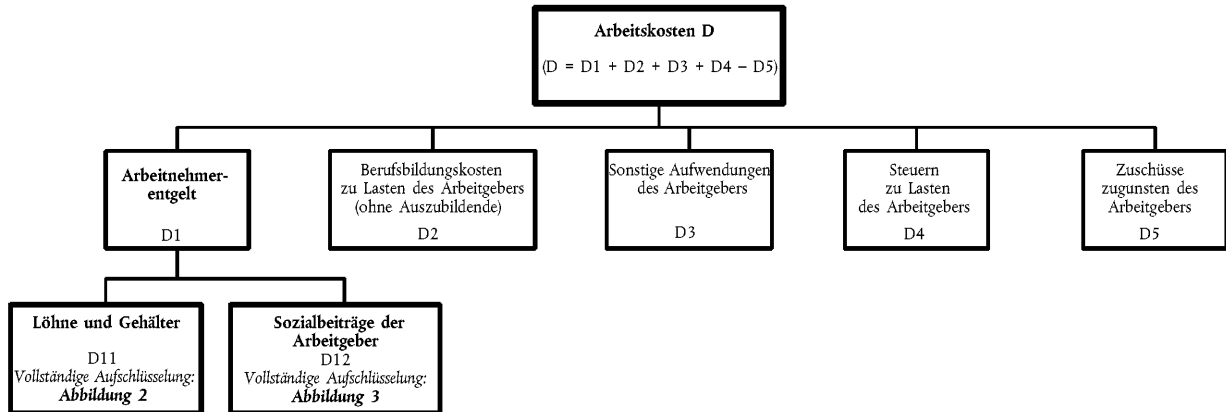 Arbeitskosten D
(D = D1 + D2 + D3 + D4 – D5)
Arbeitnehmer-
entgelt
D1
Berufsbildungskosten
zu Lasten des Arbeitgebers
(ohne Auszubildende)
D2
Sonstige Aufwendungen
des Arbeitgebers
D3
Steuern
zu Lasten
des Arbeitgebers
D4
Zuschüsse
zugunsten des
Arbeitgebers
D5
Löhne und Gehälter
D11
Vollständige Aufschlüsselung:
Abbildung 2
Sozialbeiträge der
Arbeitgeber
D12
Vollständige Aufschlüsselung:
Abbildung 3